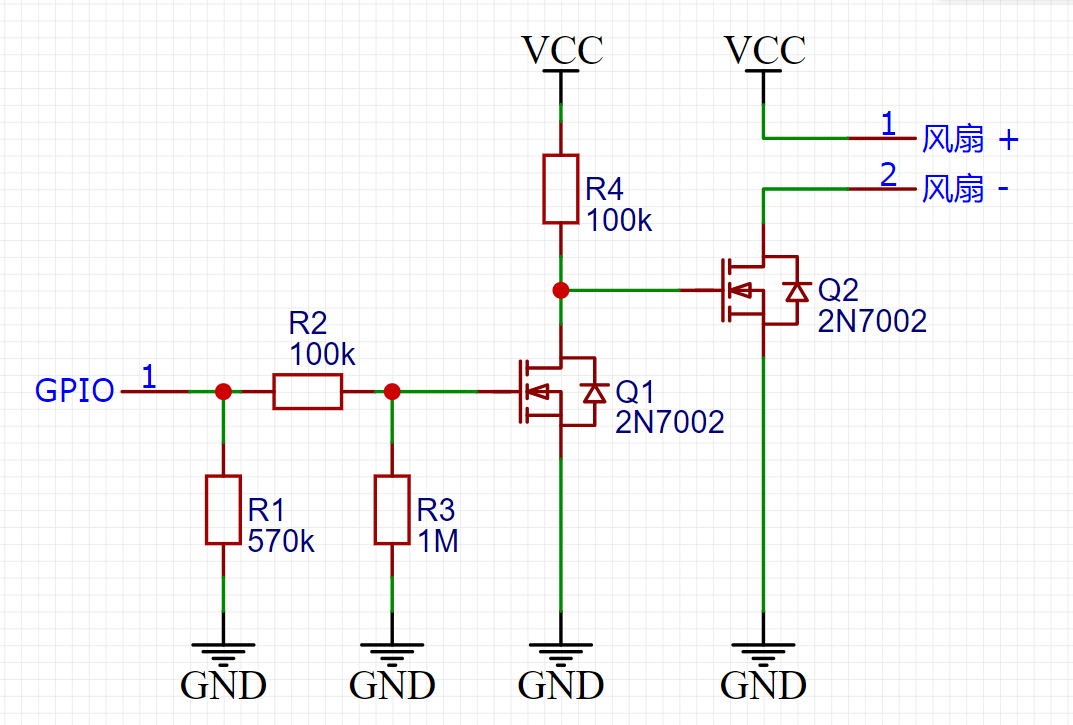 VCC
VCC
1
风扇 +
2
风扇 -
R4
100k
Q2
2N7002
R2
100k
GPIO
1
Q1
2N7002
R1
570k
R3
1M
GND
GND
GND
GND